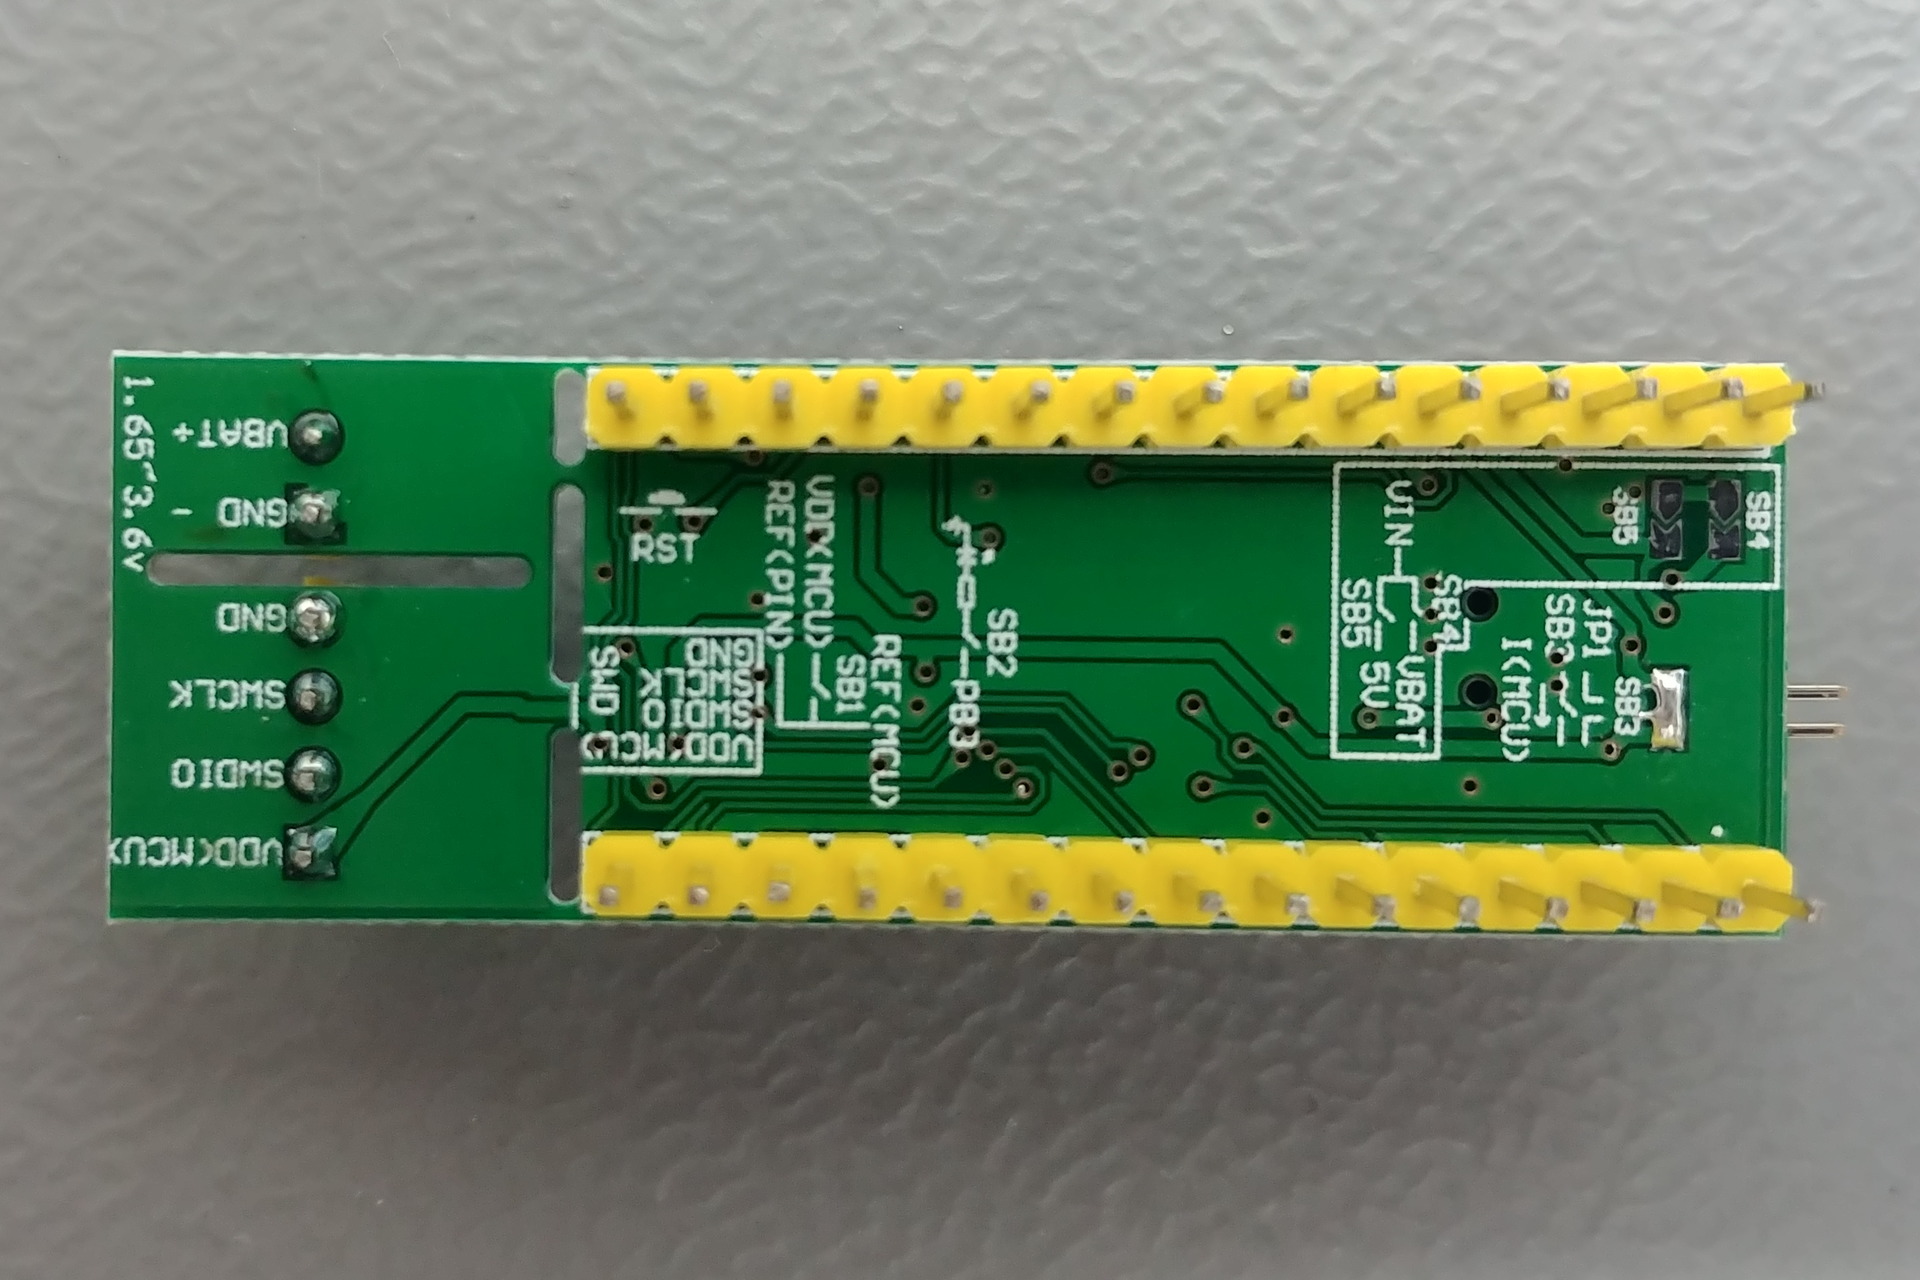 1.65~3.6v
VBAT+
GND -
GND
SWCLK
SWDIO
VDD(MCU)
RST
GND
SWCLK
SWDIO
VDD(MCU)
SWD
VDD(MCU)
REF(PIN)
SB1
REF(MCU)
SB2
PB3
VIN
SB5
5V
SB4
VBAT
JP1
SB3
I(MCU)
SB5
SB4
SB3